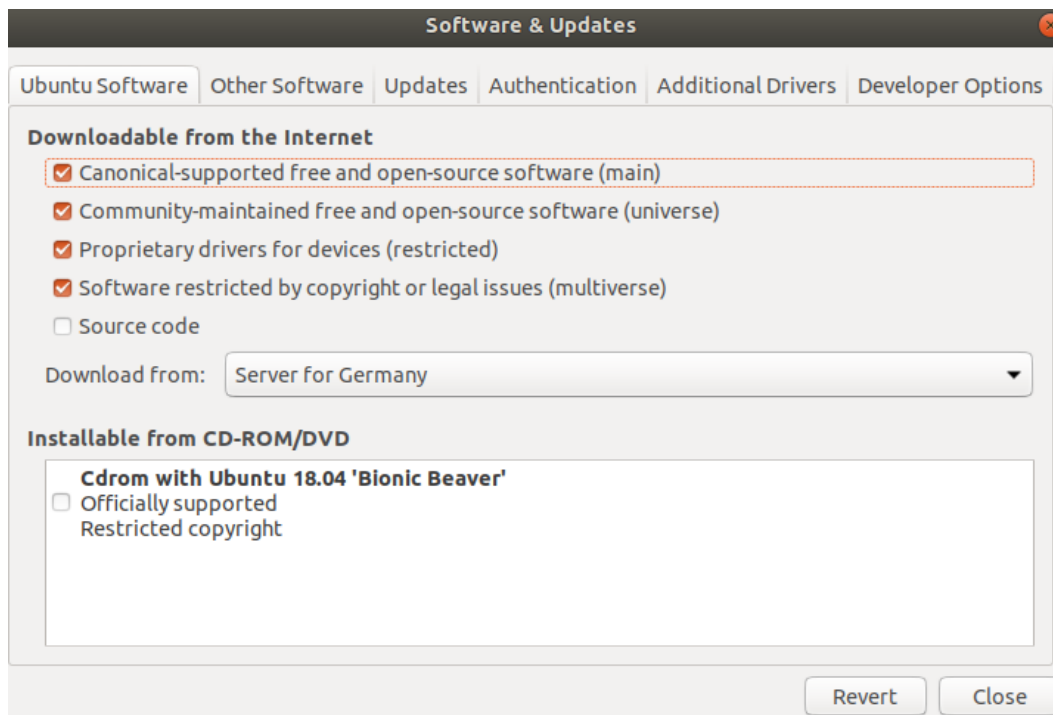 Software & Updates
Ubuntu Software Other Software Updates Authentication Additional Drivers Developer Options
Downloadable from the Internet
Canonical-supported free and open-source software (main)
Community-maintained free and open-source software (universe)
Proprietary drivers for devices (restricted)
Software restricted by copyright or legal issues (multiverse)
Source code
Download from: Server for Germany
Installable from CD-ROM/DVD
Cdrom with Ubuntu 18.04 'Bionic Beaver'
Officially supported
Restricted copyright
Revert Close